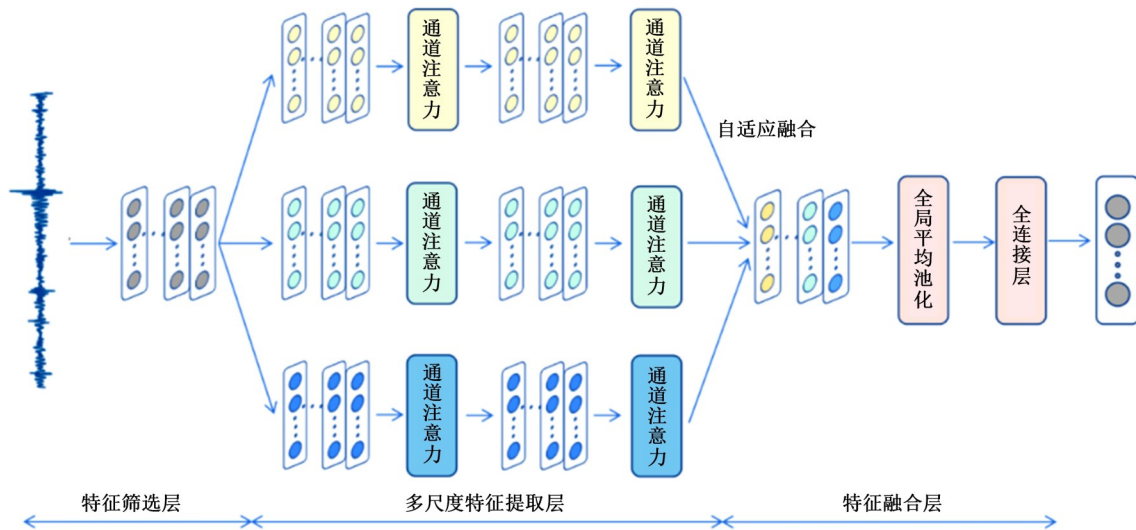 通道注意力
通道注意力
自适应融合
通道注意力
通道注意力
全局平均池化
全连接层
通道注意力
通道注意力
特征筛选层
多尺度特征提取层
特征融合层